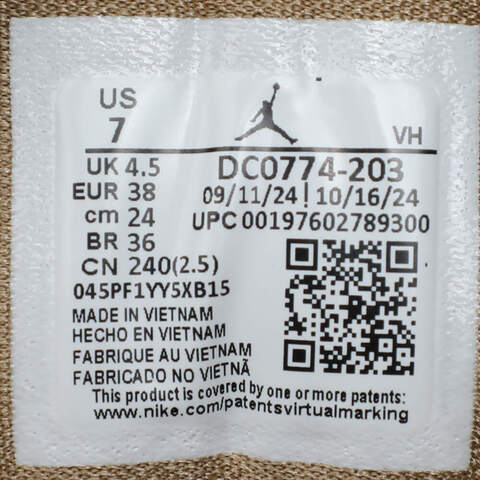 US
7 VH
UK 4.5 DC0774-203
EUR 38 09/11/24 | 10/16/24
cm 24 UPC 00197602789300
BR 36
CN 240(2.5)
045PF1YY5XB15
MADE IN VIETNAM
HECHO EN VIETNAM
FABRIQUE AU VIETNAM
FABRICADO NO VIETNÃ
This product is covered by one or more patents:
www.nike.com/patentsvirtualmarking